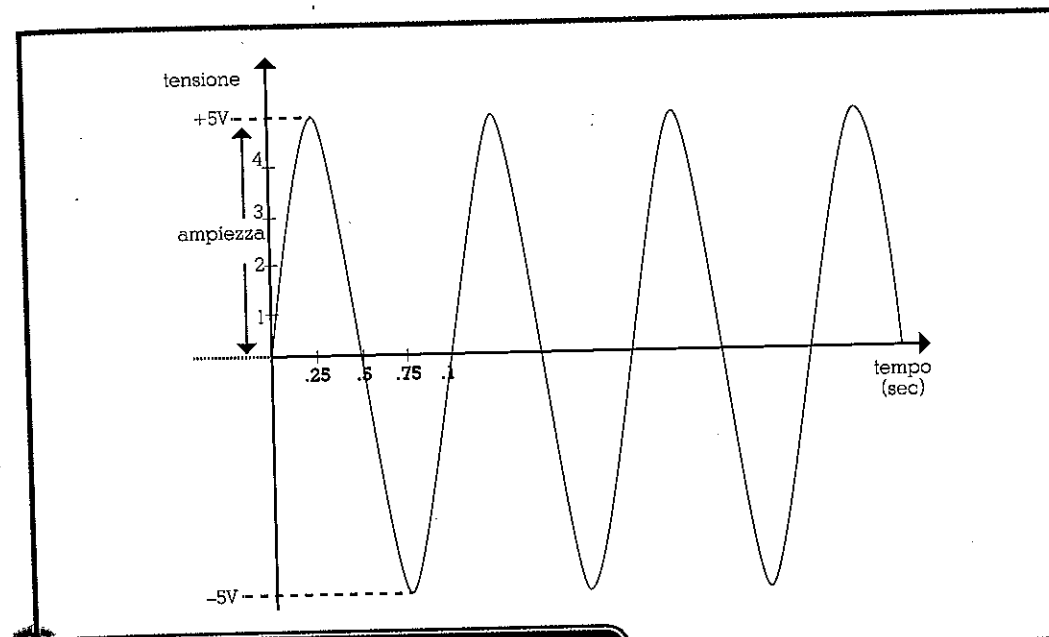 tensione
+5V
4
3
ampiezza
2
1
.25 .5 .75 .1
tempo
(sec)
-5V